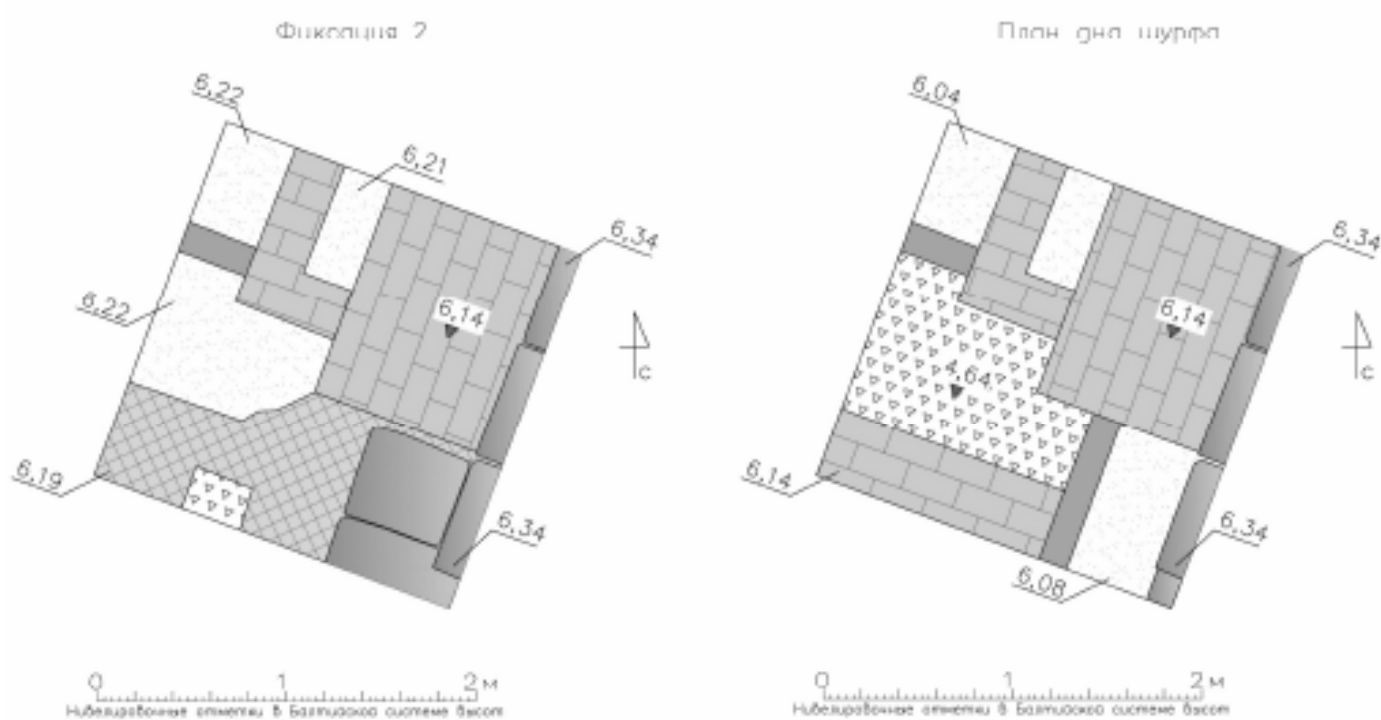 Фиксация 2
6,22
6,21
6,34
6,22
6,14
6,19
6,34
с
0 1 2 м
Нивелировочные отметки в Балтийской системе высот
План дна шурфа
6,04
6,34
6,14
4,64
6,14
6,34
6,08
с
0 1 2 м
Нивелировочные отметки в Балтийской системе высот